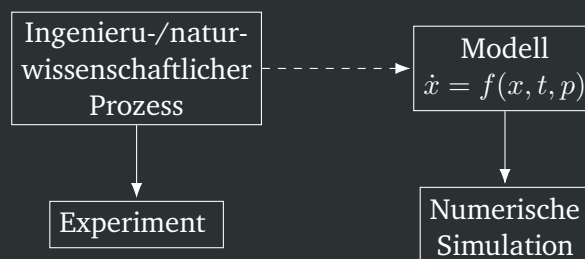 Ingenieru-/natur-
wissenschaftlicher
Prozess
Modell
ẋ = f(x, t, p)
Experiment
Numerische
Simulation